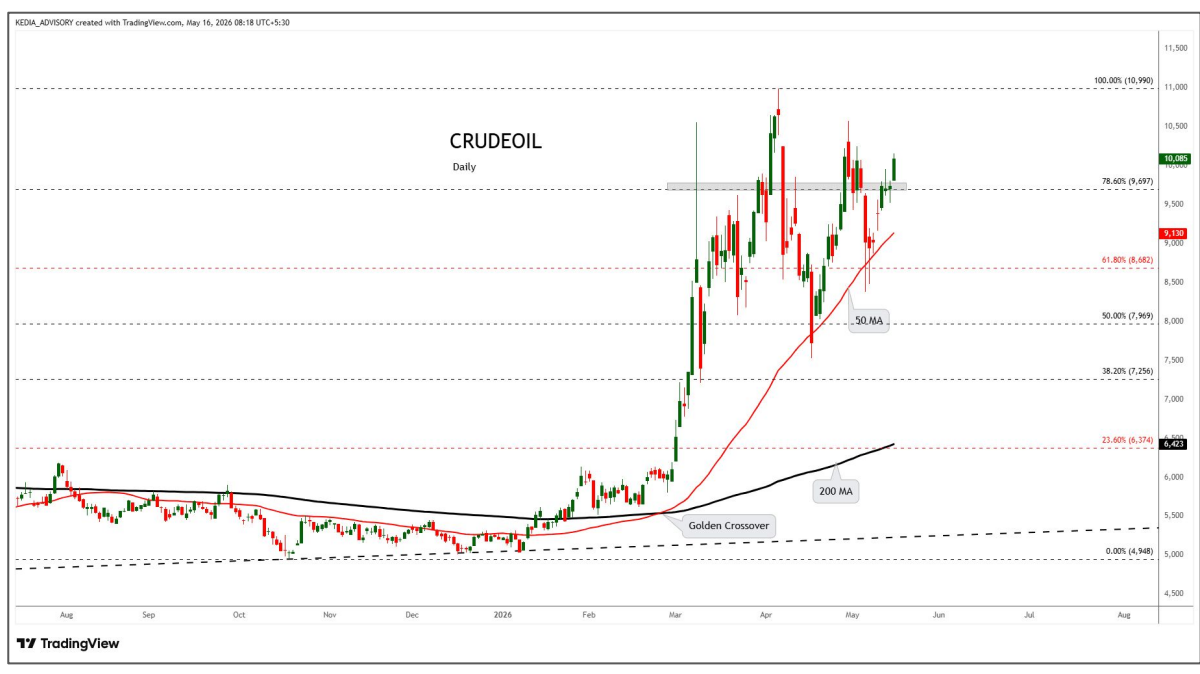 KEDIA_ADVISORY created with TradingView.com, May 16, 2026 08:18 UTC+5:30
CRUDEOIL
Daily
100.00% (10,990)
78.60% (9,697)
61.80% (8,682)
50.00% (7,969)
38.20% (7,256)
23.60% (6,374)
0.00% (4,948)
50 MA
200 MA
Golden Crossover
11,500
11,000
10,500
10,085
9,500
9,130
9,000
8,500
8,000
7,500
7,000
6,423
6,000
5,500
5,000
4,500
Aug
Sep
Oct
Nov
Dec
2026
Feb
Mar
Apr
May
Jun
Jul
Aug
TradingView